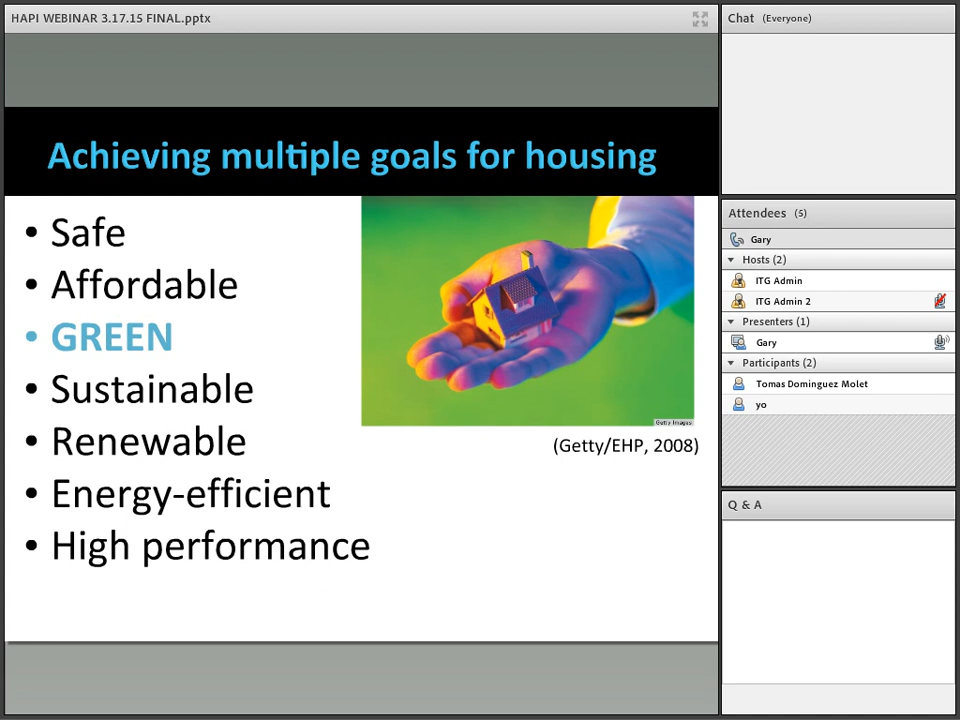 HAPI WEBINAR 3.17.15 FINAL.pptx
Achieving multiple goals for housing
• Safe
• Affordable
• GREEN
• Sustainable
• Renewable
• Energy-efficient
• High performance
Getty Images
(Getty/EHP, 2008)
Chat (Everyone)
Attendees (5)
Gary
Hosts (2)
ITG Admin
ITG Admin 2
Presenters (1)
Gary
Participants (2)
Tomas Dominguez Molet
yo
Q & A